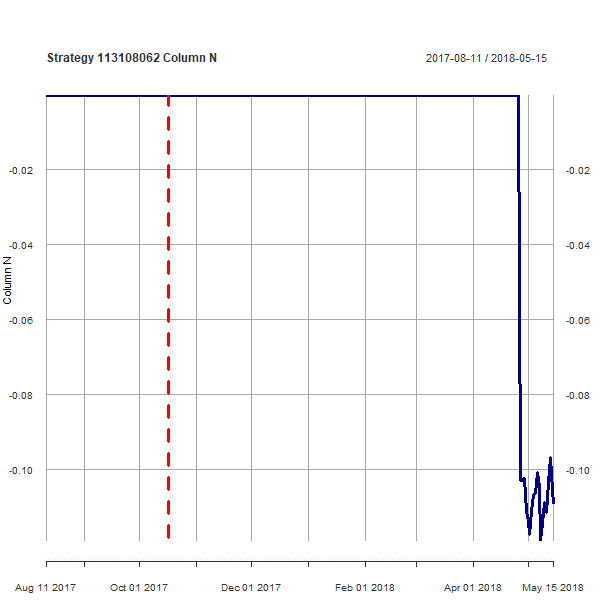 Strategy 113108062 Column N
2017-08-11 / 2018-05-15
-0.02
-0.02
-0.04
-0.04
-0.06
-0.06
-0.08
-0.08
-0.10
-0.10
Column N
Aug 11 2017
Oct 01 2017
Dec 01 2017
Feb 01 2018
Apr 01 2018
May 15 2018